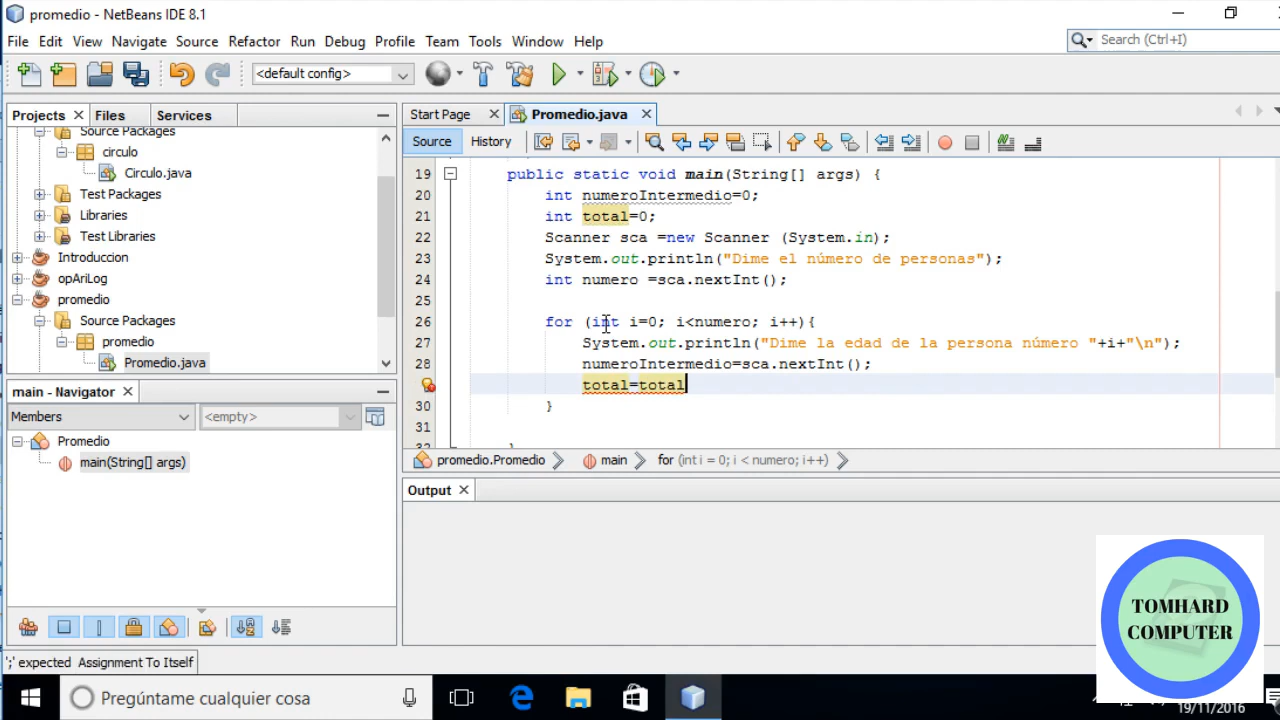 promedio - NetBeans IDE 8.1
File Edit View Navigate Source Refactor Run Debug Profile Team Tools Window Help
Search (Ctrl+I)
<default config>
Projects Files Services
Source Packages
circulo
Circulo.java
Test Packages
Libraries
Test Libraries
Introduccion
opAriLog
promedio
Source Packages
promedio
Promedio.java
main - Navigator
Members <empty>
Promedio
main(String[] args)
Start Page Promedio.java
Source History
19 public static void main(String[] args) {
20 int numeroIntermedio=0;
21 int total=0;
22 Scanner sca =new Scanner (System.in);
23 System.out.println("Dime el número de personas");
24 int numero =sca.nextInt();
25
26 for (int i=0; i<numero; i++){
27 System.out.println("Dime la edad de la persona número "+i+"\n");
28 numeroIntermedio=sca.nextInt();
total=total
30 }
31
promedio.Promedio main for (int i = 0; i < numero; i++)
Output
';' expected Assignment To Itself
TOMHARD
COMPUTER
Pregúntame cualquier cosa
19/11/2016